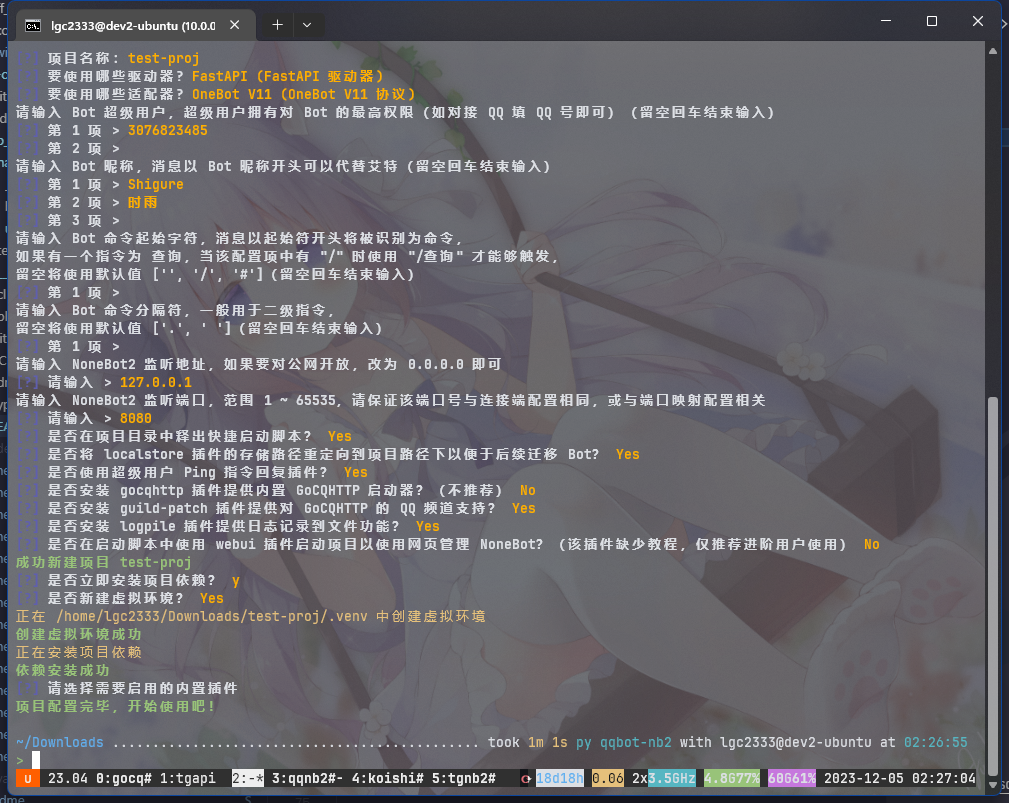 lgc2333@dev2-ubuntu (10.0.0
[?] 项目名称: test-proj
[?] 要使用哪些驱动器? FastAPI (FastAPI 驱动器)
[?] 要使用哪些适配器? OneBot V11 (OneBot V11 协议)
请输入 Bot 超级用户，超级用户拥有对 Bot 的最高权限（如对接 QQ 填 QQ 号即可）（留空回车结束输入）
[?] 第 1 项 > 3076823485
[?] 第 2 项 >
请输入 Bot 昵称，消息以 Bot 昵称开头可以代替艾特（留空回车结束输入）
[?] 第 1 项 > Shigure
[?] 第 2 项 > 时雨
[?] 第 3 项 >
请输入 Bot 命令起始字符，消息以起始符开头将被识别为命令，
如果有一个指令为 查询，当该配置项中有 "/" 时使用 "/查询" 才能够触发，
留空将使用默认值 ['', '/', '#']（留空回车结束输入）
[?] 第 1 项 >
请输入 Bot 命令分隔符，一般用于二级指令，
留空将使用默认值 ['.', ' ']（留空回车结束输入）
[?] 第 1 项 >
请输入 NoneBot2 监听地址，如果要对公网开放，改为 0.0.0.0 即可
[?] 请输入 > 127.0.0.1
请输入 NoneBot2 监听端口，范围 1 ~ 65535，请保证该端口号与连接端配置相同，或与端口映射配置相关
[?] 请输入 > 8080
[?] 是否在项目目录中释出快捷启动脚本? Yes
[?] 是否将 localstore 插件的存储路径重定向到项目路径下以便于后续迁移 Bot? Yes
[?] 是否使用超级用户 Ping 指令回复插件? Yes
[?] 是否安装 gocqhttp 插件提供内置 GoCQHTTP 启动器?（不推荐） No
[?] 是否安装 guild-patch 插件提供对 GoCQHTTP 的 QQ 频道支持? Yes
[?] 是否安装 logpile 插件提供日志记录到文件功能? Yes
[?] 是否在启动脚本中使用 webui 插件启动项目以使用网页管理 NoneBot?（该插件缺少教程，仅推荐进阶用户使用） No
成功新建项目 test-proj
[?] 是否立即安装项目依赖? y
[?] 是否新建虚拟环境? Yes
正在 /home/lgc2333/Downloads/test-proj/.venv 中创建虚拟环境
创建虚拟环境成功
正在安装项目依赖
依赖安装成功
[?] 请选择需要启用的内置插件
项目配置完毕，开始使用吧！
~/Downloads .............................................. took 1m 1s py qqbot-nb2 with lgc2333@dev2-ubuntu at 02:26:55
>
U 23.04 0:gocq# 1:tgapi 2:-* 3:qqnb2#- 4:koishi# 5:tgnb2# 18d18h 0.06 2x3.5GHz 4.8G77% 60G61% 2023-12-05 02:27:04